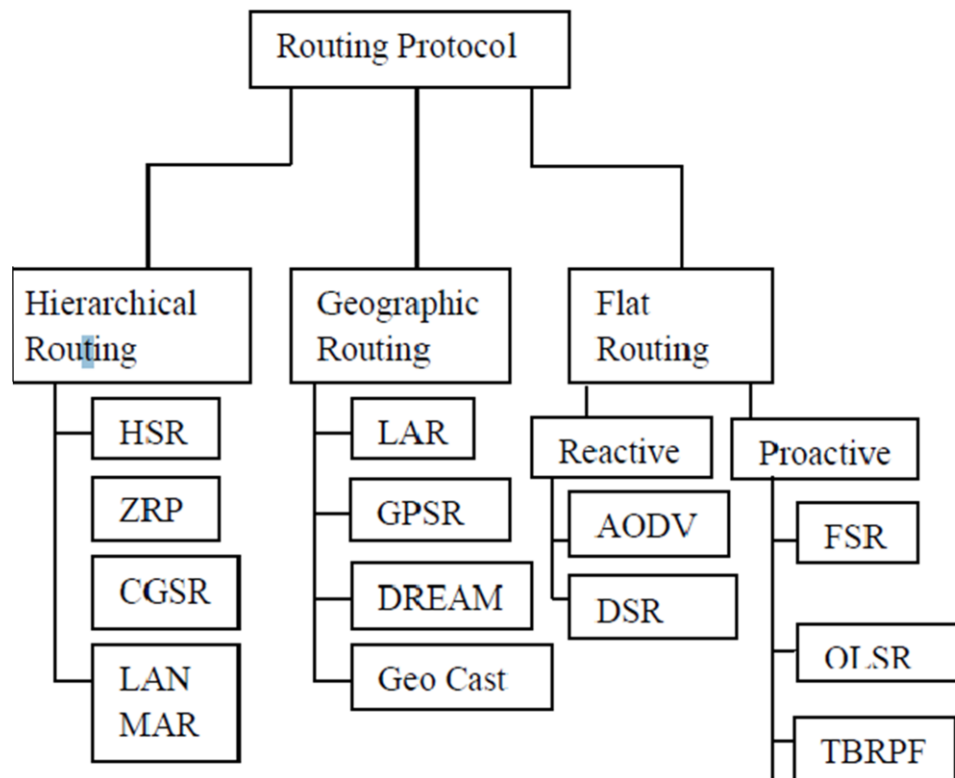 Routing Protocol
Hierarchical
Routing
HSR
ZRP
CGSR
LAN
MAR
Geographic
Routing
LAR
GPSR
DREAM
Geo Cast
Flat
Routing
Reactive
AODV
DSR
Proactive
FSR
OLSR
TBRPF